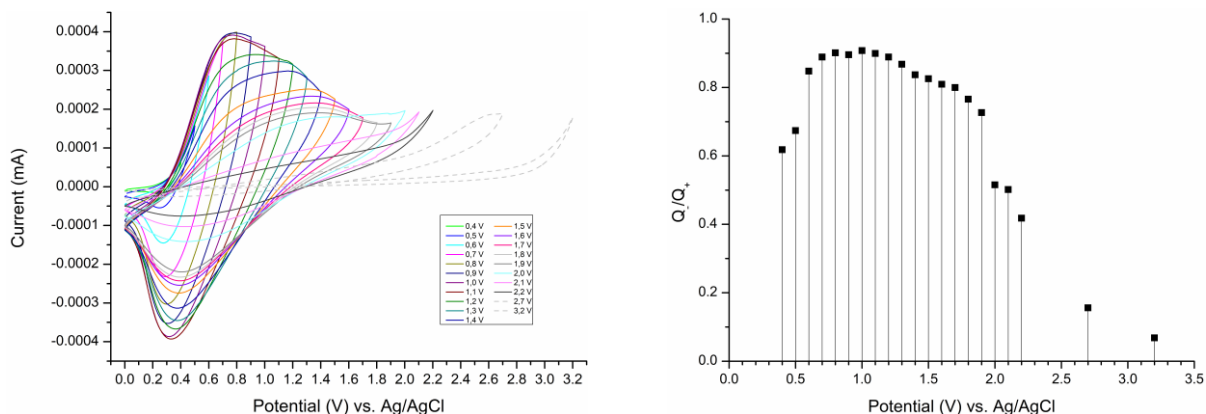 0.0004
0.0003
0.0002
0.0001
0.0000
-0.0001
-0.0002
-0.0003
-0.0004
Current (mA)
0.0 0.2 0.4 0.6 0.8 1.0 1.2 1.4 1.6 1.8 2.0 2.2 2.4 2.6 2.8 3.0 3.2
Potential (V) vs. Ag/AgCl
0,4 V 1,5 V
0,5 V 1,6 V
0,6 V 1,7 V
0,7 V 1,8 V
0,8 V 1,9 V
0,9 V 2,0 V
1,0 V 2,1 V
1,1 V 2,2 V
1,2 V 2,7 V
1,3 V 3,2 V
1,4 V
1.0
0.8
0.6
0.4
0.2
0.0
Q-/Q+
0.0 0.5 1.0 1.5 2.0 2.5 3.0 3.5
Potential (V) vs. Ag/AgCl